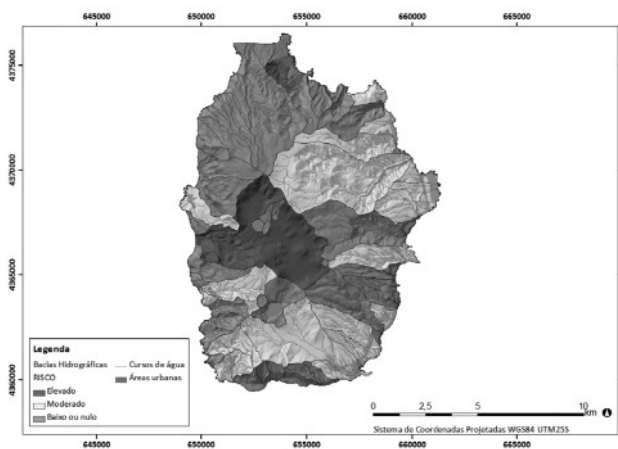 645000 650000 655000 660000 665000
4375000
4370000
4365000
4360000
Legenda
Bacias Hidrográficas
RISCO
Elevado
Moderado
Baixo ou nulo
Cursos de água
Áreas urbanas
0 2,5 5 10
km
Sistema de Coordenadas Projetadas WGS84 UTM25S
645000 650000 655000 660000 665000